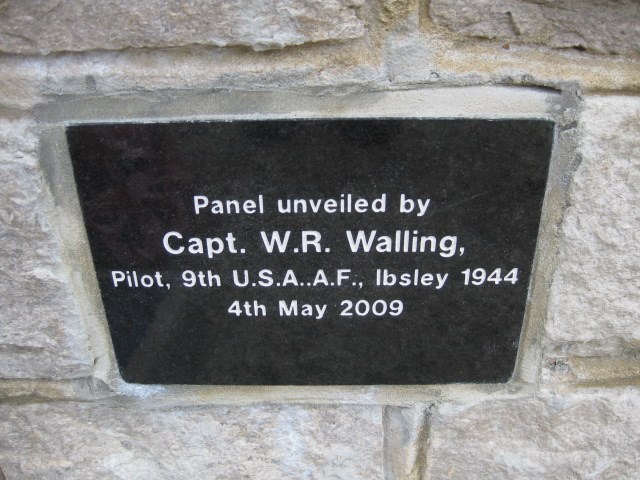 Panel unveiled by
Capt. W.R. Walling,
Pilot, 9th U.S.A..A.F., Ibsley 1944
4th May 2009